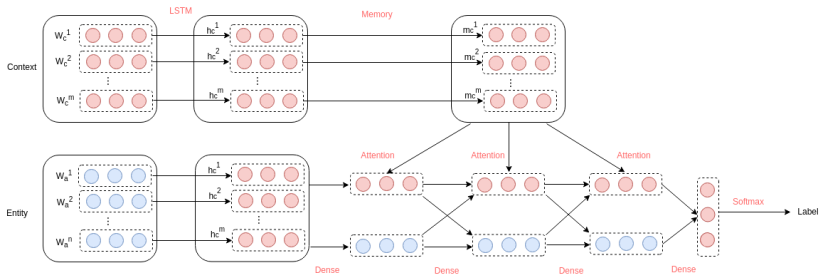 LSTM
Memory
Context
Wc1
hc1
mc1
Wc2
hc2
mc2
Wcm
hcm
mcm
Attention
Attention
Attention
Entity
Wa1
hc1
Wa2
hc2
Wan
hcm
Softmax
Label
Dense
Dense
Dense
Dense